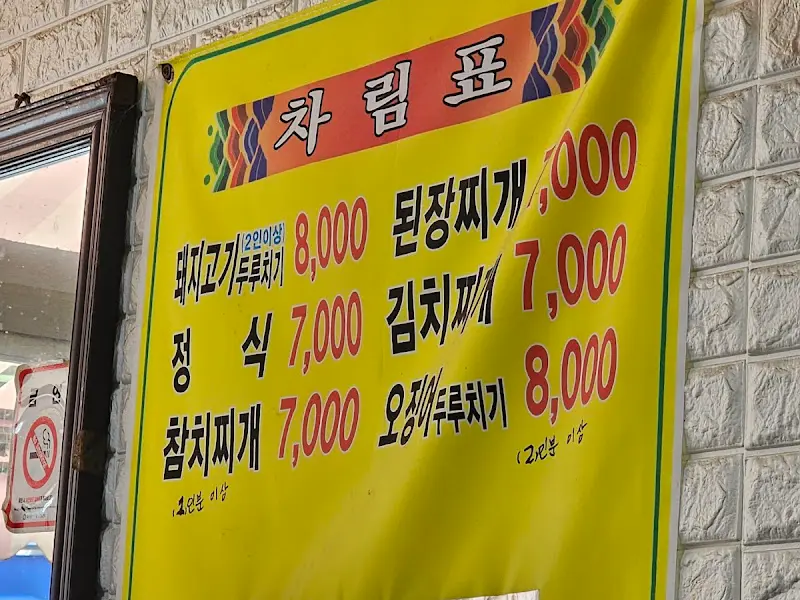 차림표
돼지고기두루치기(2인이상) 8,000
정식 7,000
참치찌개 7,000
(2)인분 이상
된장찌개 ,000
김치찌개 7,000
오징어두루치기 8,000
(2)인분 이상